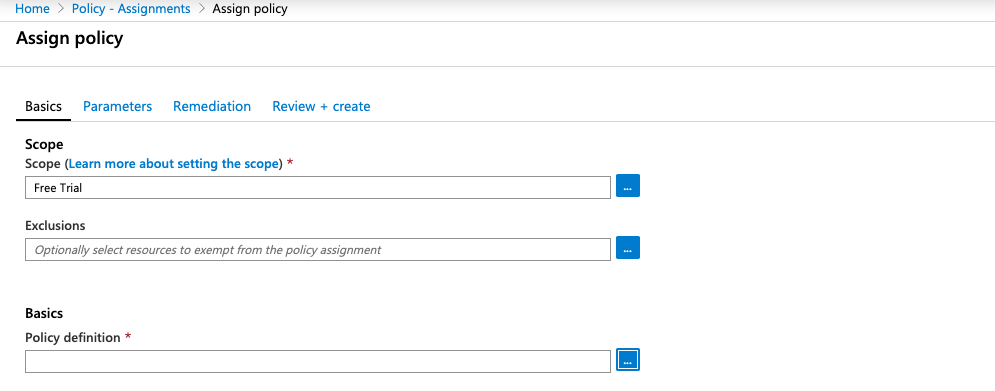 Home > Policy - Assignments > Assign policy
Assign policy
Basics Parameters Remediation Review + create
Scope
Scope (Learn more about setting the scope) *
Free Trial ...
Exclusions
Optionally select resources to exempt from the policy assignment ...
Basics
Policy definition *
...